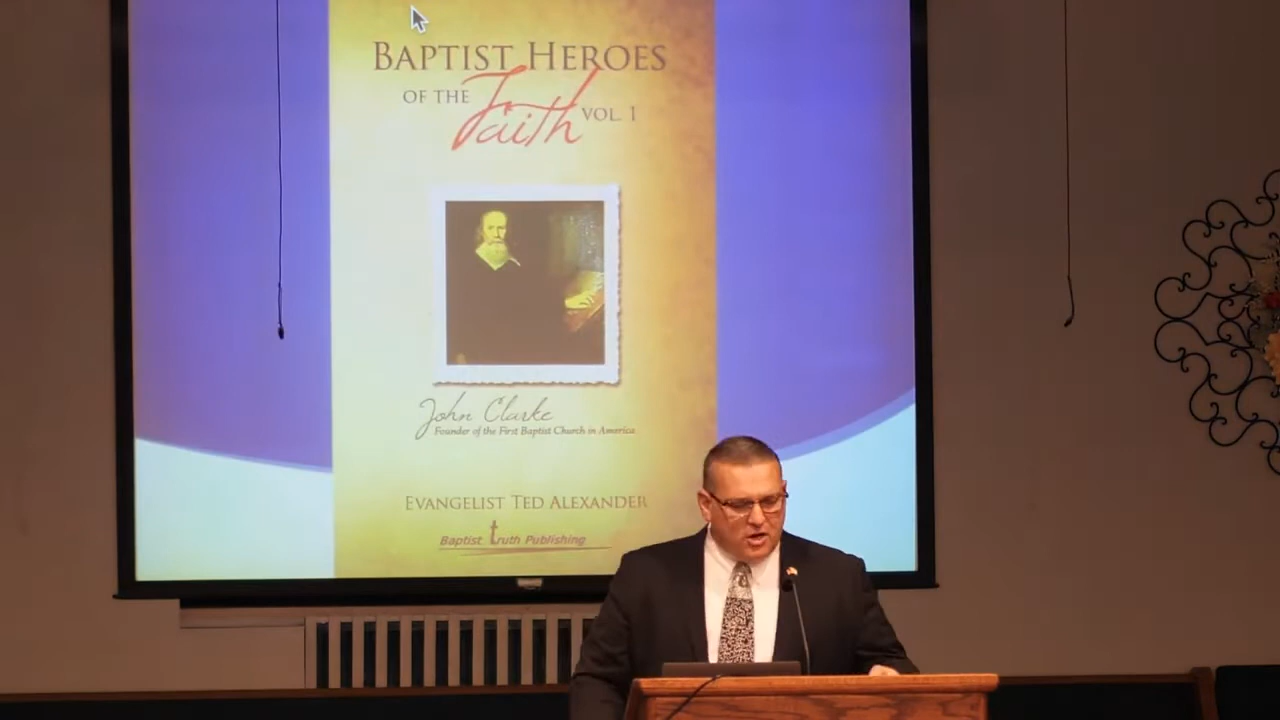 BAPTIST HEROES
OF THE Faith VOL. 1
John Clarke
Founder of the First Baptist Church in America
EVANGELIST TED ALEXANDER
Baptist truth Publishing